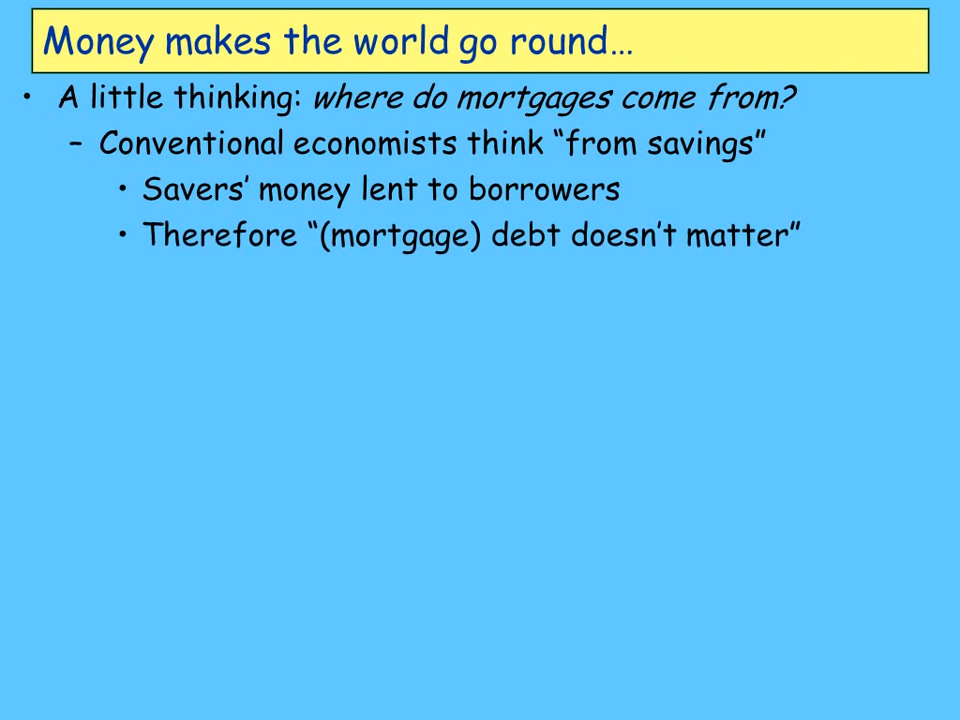 Money makes the world go round…
• A little thinking: where do mortgages come from?
– Conventional economists think “from savings”
• Savers’ money lent to borrowers
• Therefore “(mortgage) debt doesn’t matter”